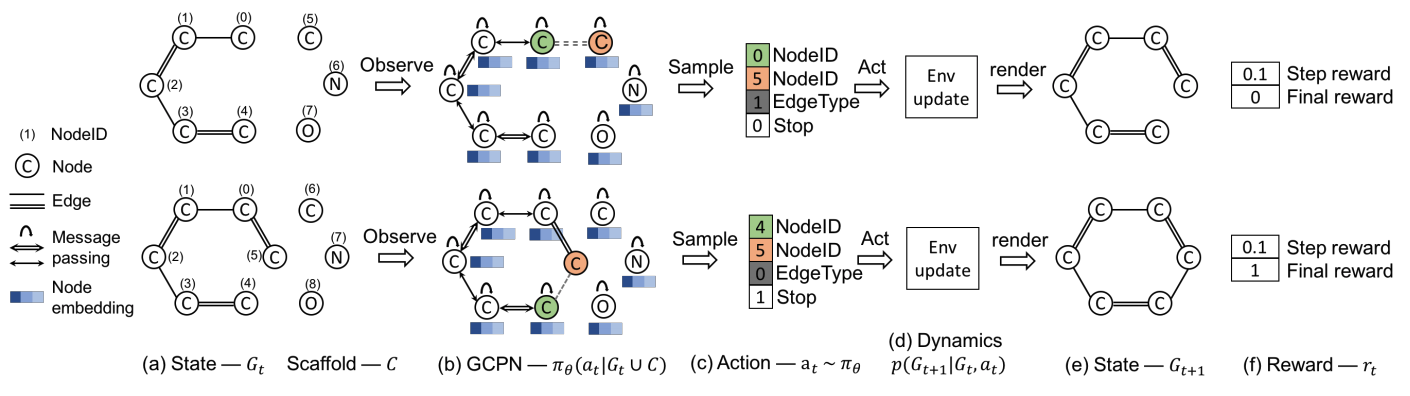 (1) NodeID
C Node
Edge
Message
passing
Node
embedding
(1) (0) (5)
C C C
(6)
C (2) N
(3) (4) (7)
C C O
Observe
C C C
C N
C C O
Sample
0 NodeID
5 NodeID
1 EdgeType
0 Stop
Act
Env
update
render
C C
C C
C C
0.1 Step reward
0 Final reward
(1) (0) (6)
C C C
(7)
C (2) (5) C N
(3) (4) (8)
C C O
Observe
C C C
C C N
C C O
Sample
4 NodeID
5 NodeID
0 EdgeType
1 Stop
Act
Env
update
render
C C
C C
C C
0.1 Step reward
1 Final reward
(a) State — G_t
Scaffold — C
(b) GCPN — π_θ(a_t|G_t ∪ C)
(c) Action — a_t ~ π_θ
(d) Dynamics
p(G_{t+1}|G_t, a_t)
(e) State — G_{t+1}
(f) Reward — r_t